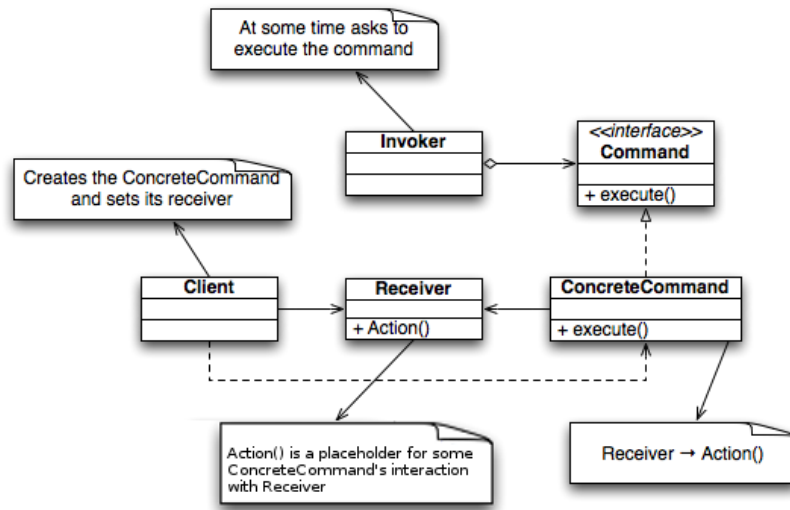 At some time asks to
execute the command
Invoker
<<interface>>
Command
+ execute()
Creates the ConcreteCommand
and sets its receiver
Client
Receiver
+ Action()
ConcreteCommand
+ execute()
Action() is a placeholder for some
ConcreteCommand's interaction
with Receiver
Receiver → Action()